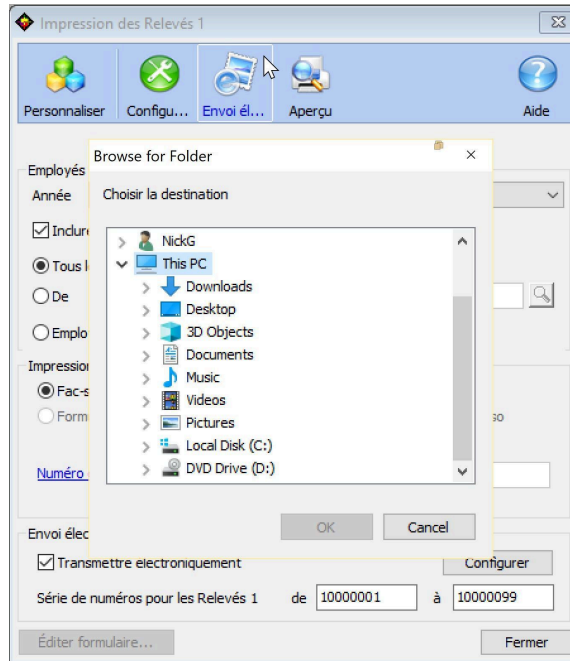 Impression des Relevés 1
Personnaliser Configu... Envoi él... Aperçu Aide
Browse for Folder
Employés
Année
Choisir la destination
NickG
This PC
Tous
Downloads
De
Desktop
3D Objects
Emplo
Documents
Impression
Music
Fac-s
Videos
Form
Pictures
so
Local Disk (C:)
Numéro
DVD Drive (D:)
OK Cancel
Envoi élec
Transmettre électroniquement Configurer
Série de numéros pour les Relevés 1 de 10000001 à 10000099
Éditer formulaire... Fermer